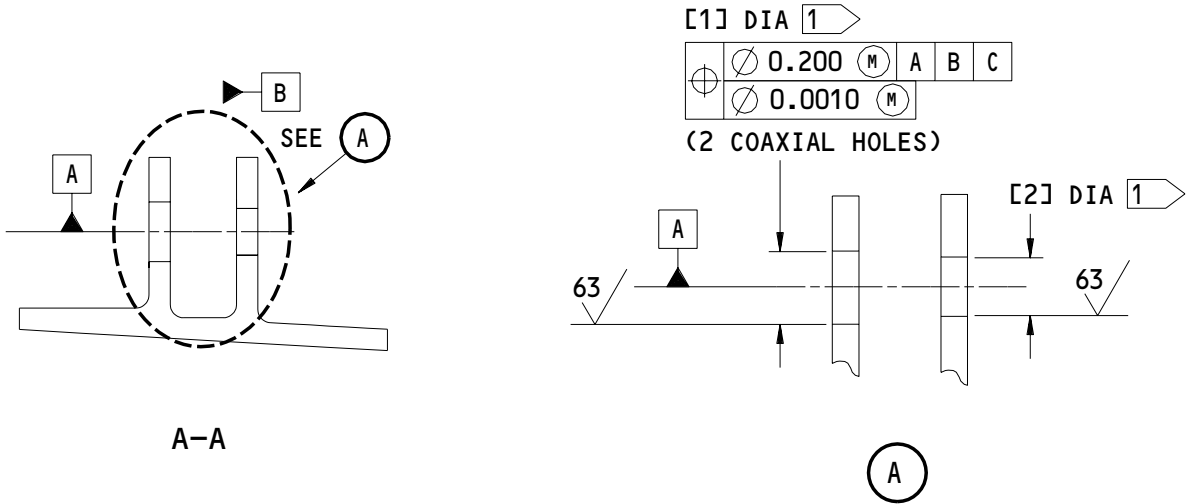 [1] DIA 1
⌖ ∅ 0.200 Ⓜ A B C
∅ 0.0010 Ⓜ
(2 COAXIAL HOLES)
B
SEE A
A
A
[2] DIA 1
63
63
A-A
A